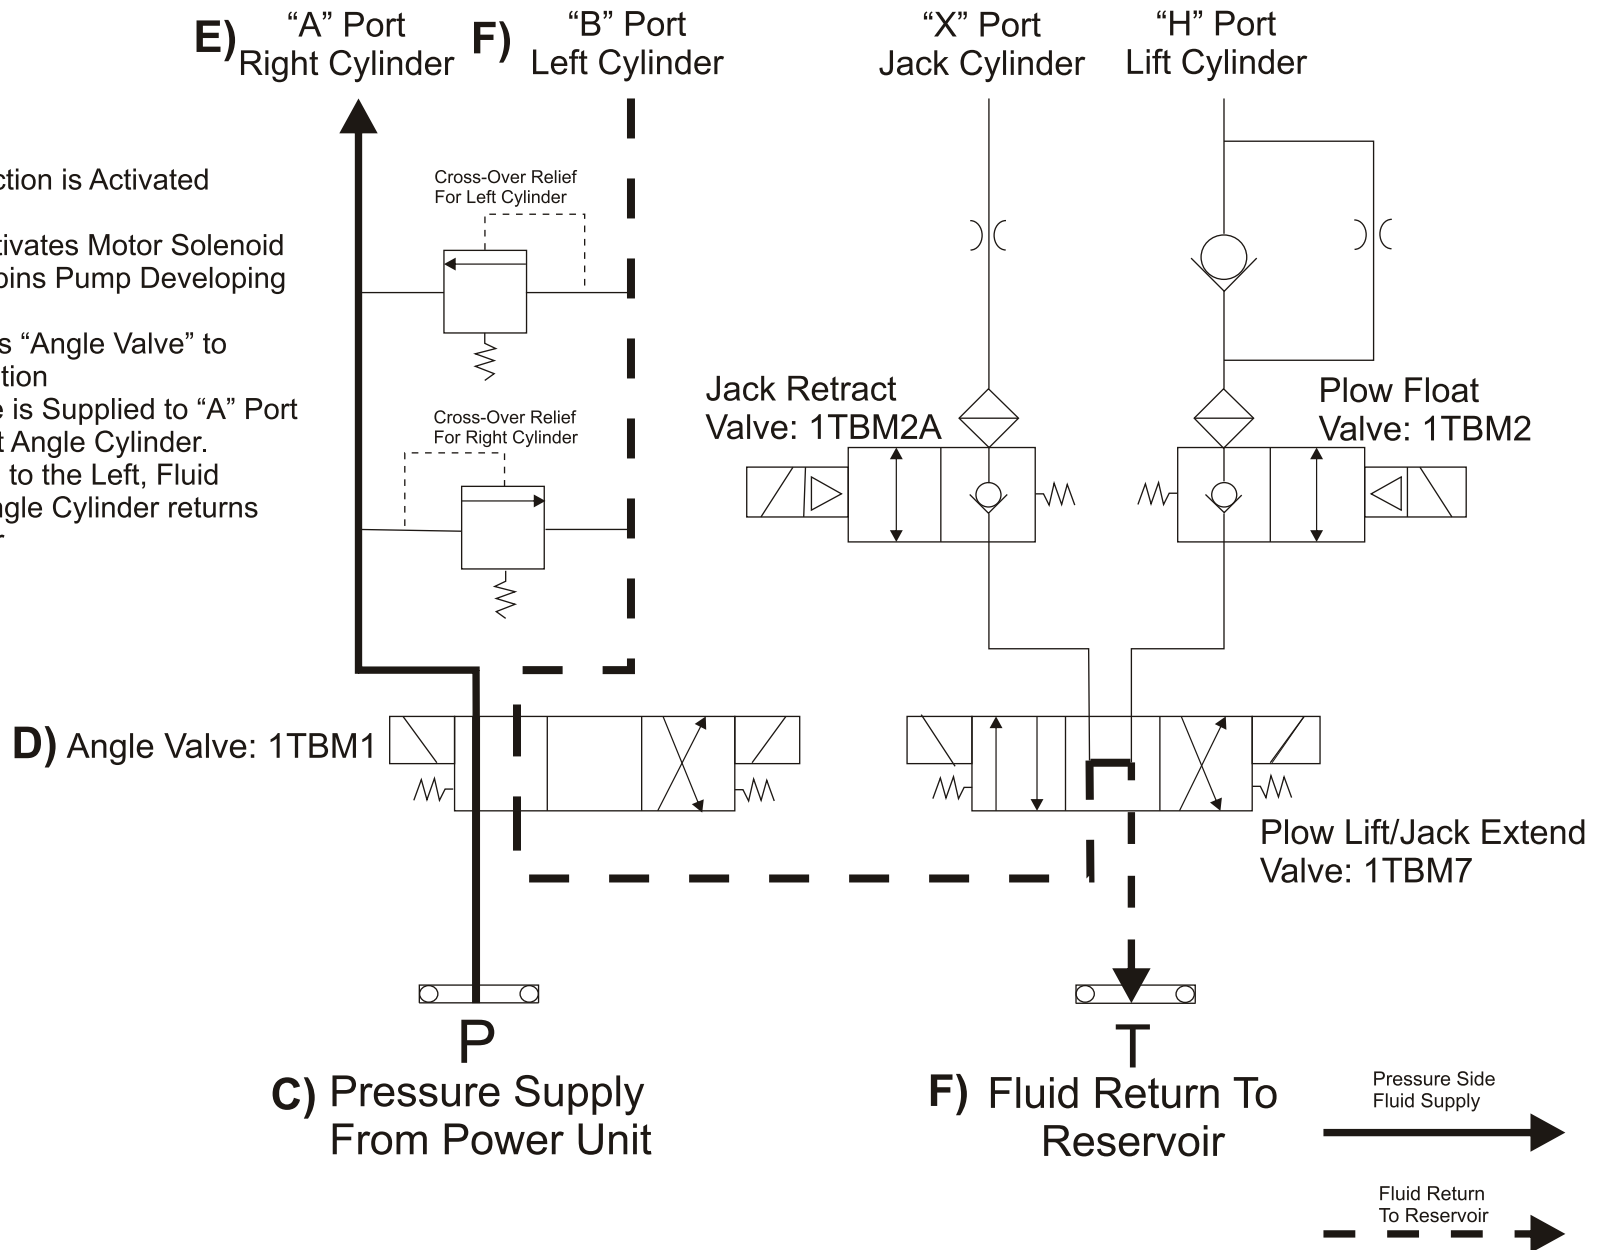 E)
“A” Port
Right Cylinder
F)
“B” Port
Left Cylinder
“X” Port
Jack Cylinder
“H” Port
Lift Cylinder
ction is Activated
tivates Motor Solenoid
pins Pump Developing
s “Angle Valve” to
tion
e is Supplied to “A” Port
t Angle Cylinder.
to the Left, Fluid
ngle Cylinder returns
Cross-Over Relief
For Left Cylinder
Cross-Over Relief
For Right Cylinder
Jack Retract
Valve: 1TBM2A
Plow Float
Valve: 1TBM2
D) Angle Valve: 1TBM1
Plow Lift/Jack Extend
Valve: 1TBM7
P
C) Pressure Supply
From Power Unit
T
F) Fluid Return To
Reservoir
Pressure Side
Fluid Supply
Fluid Return
To Reservoir